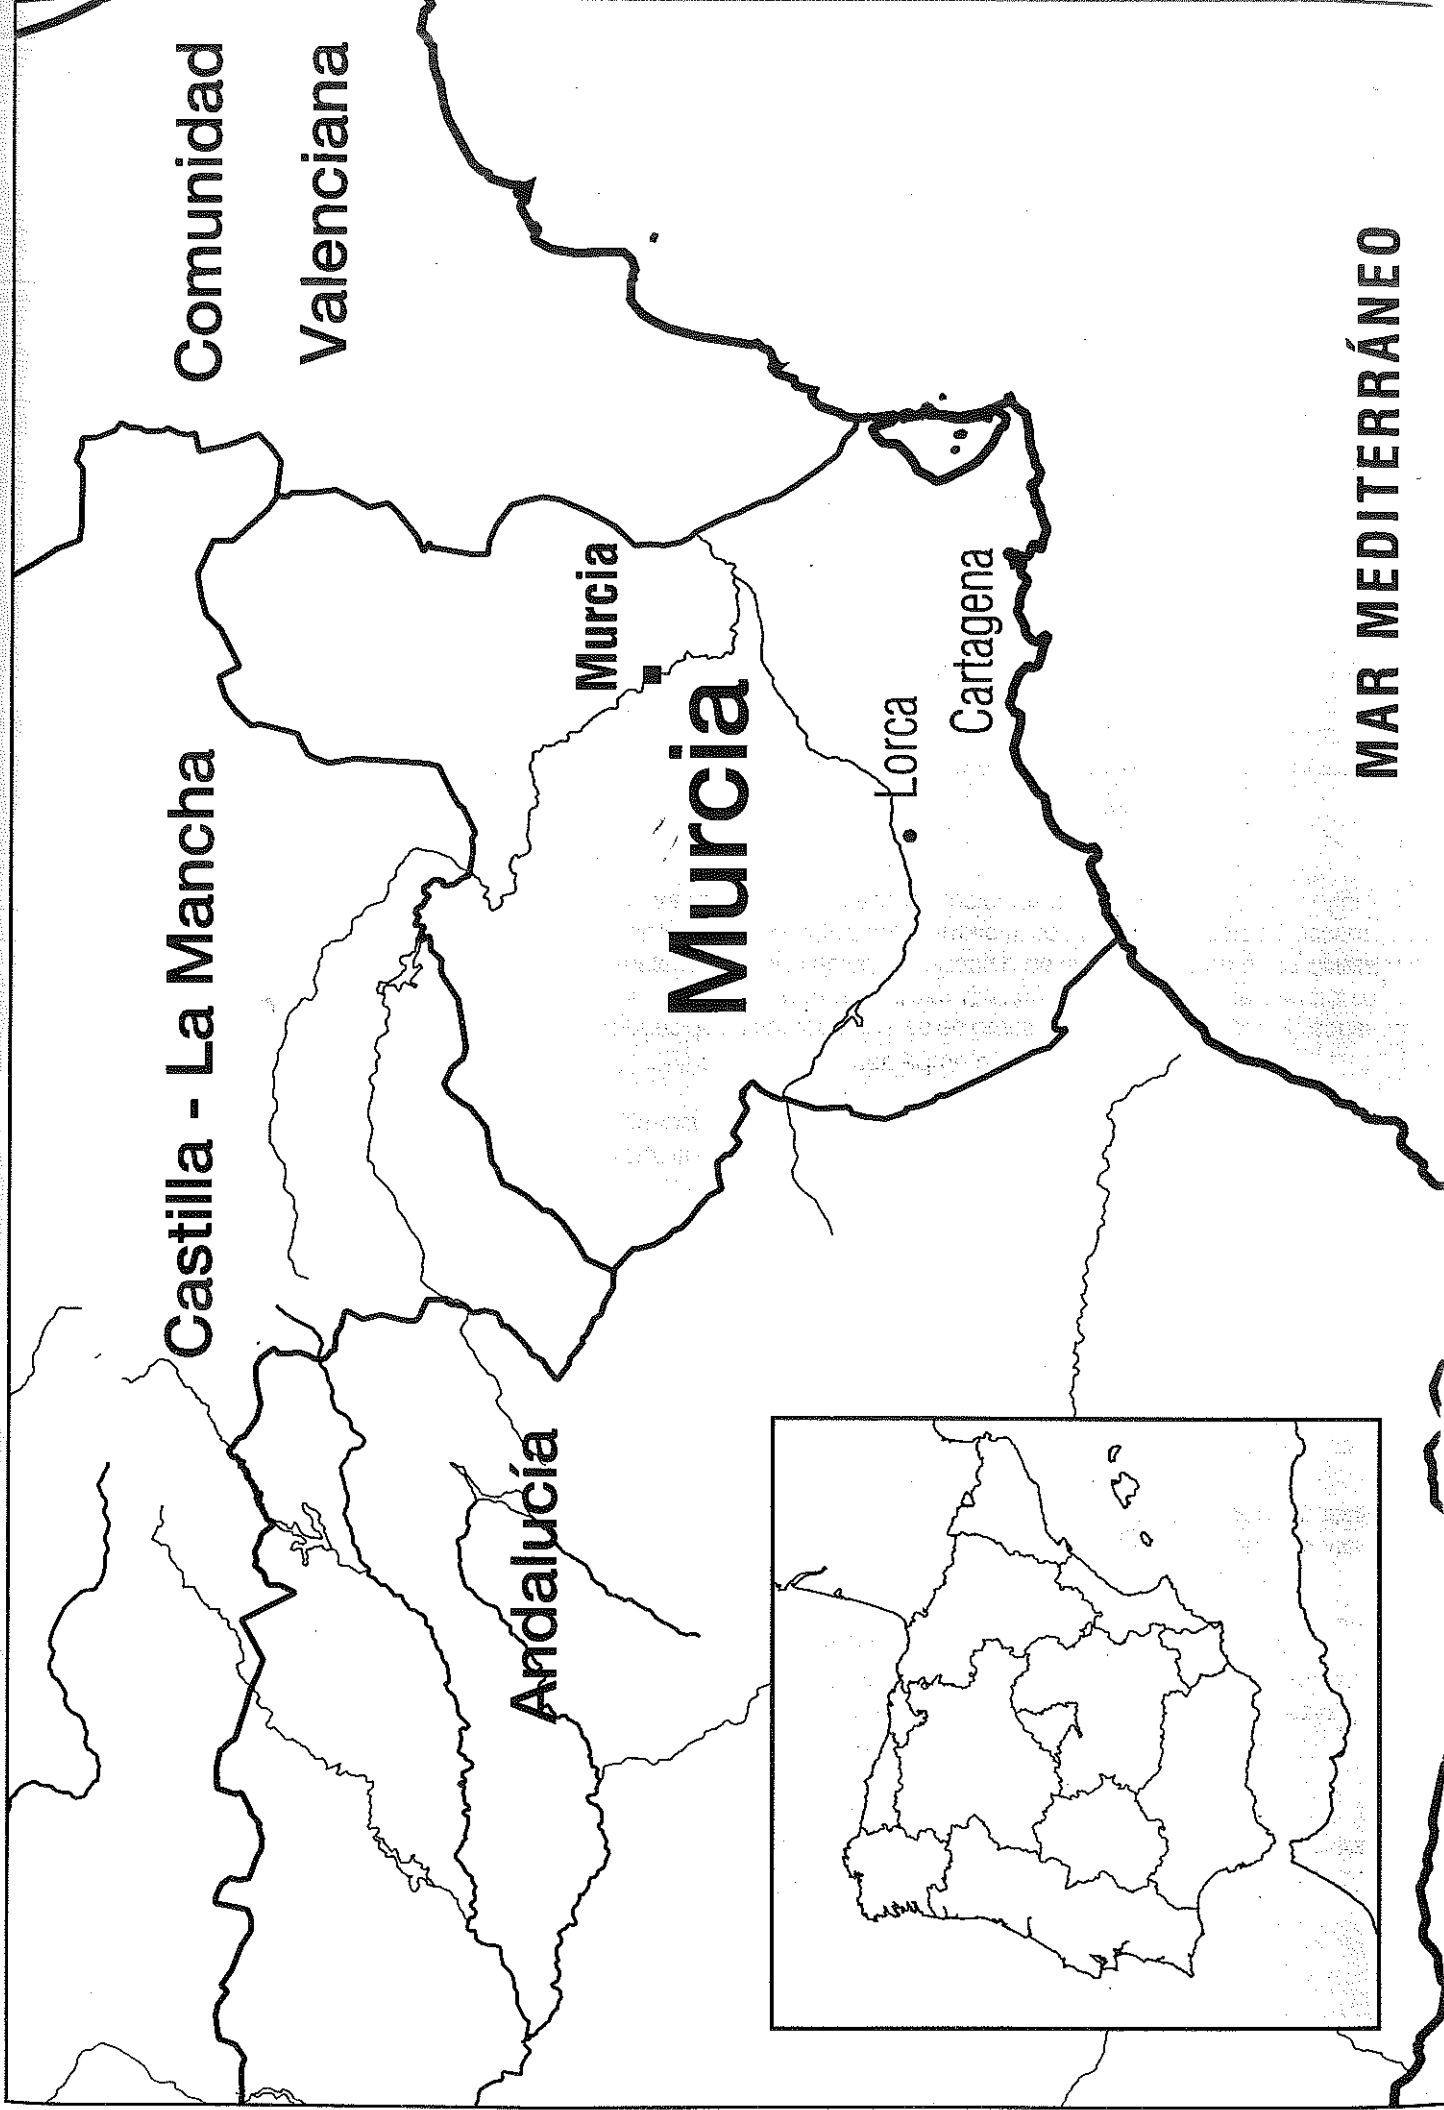 Comunidad
Valenciana
Castilla - La Mancha
Andalucía
Murcia
Murcia
Lorca
Cartagena
MAR MEDITERRÁNEO